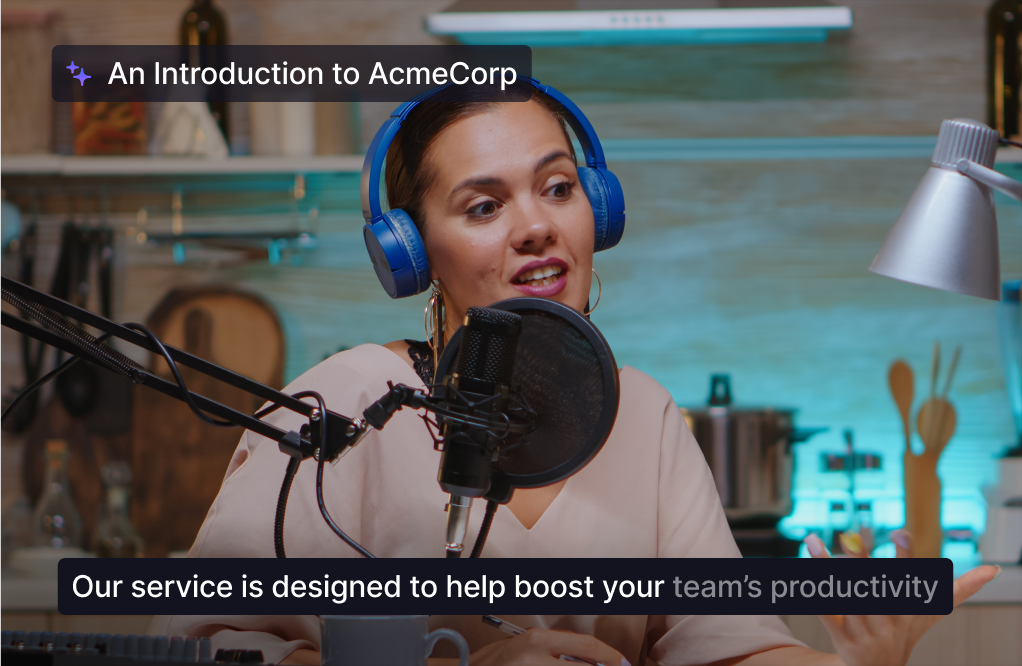 An Introduction to AcmeCorp
Our service is designed to help boost your team’s productivity